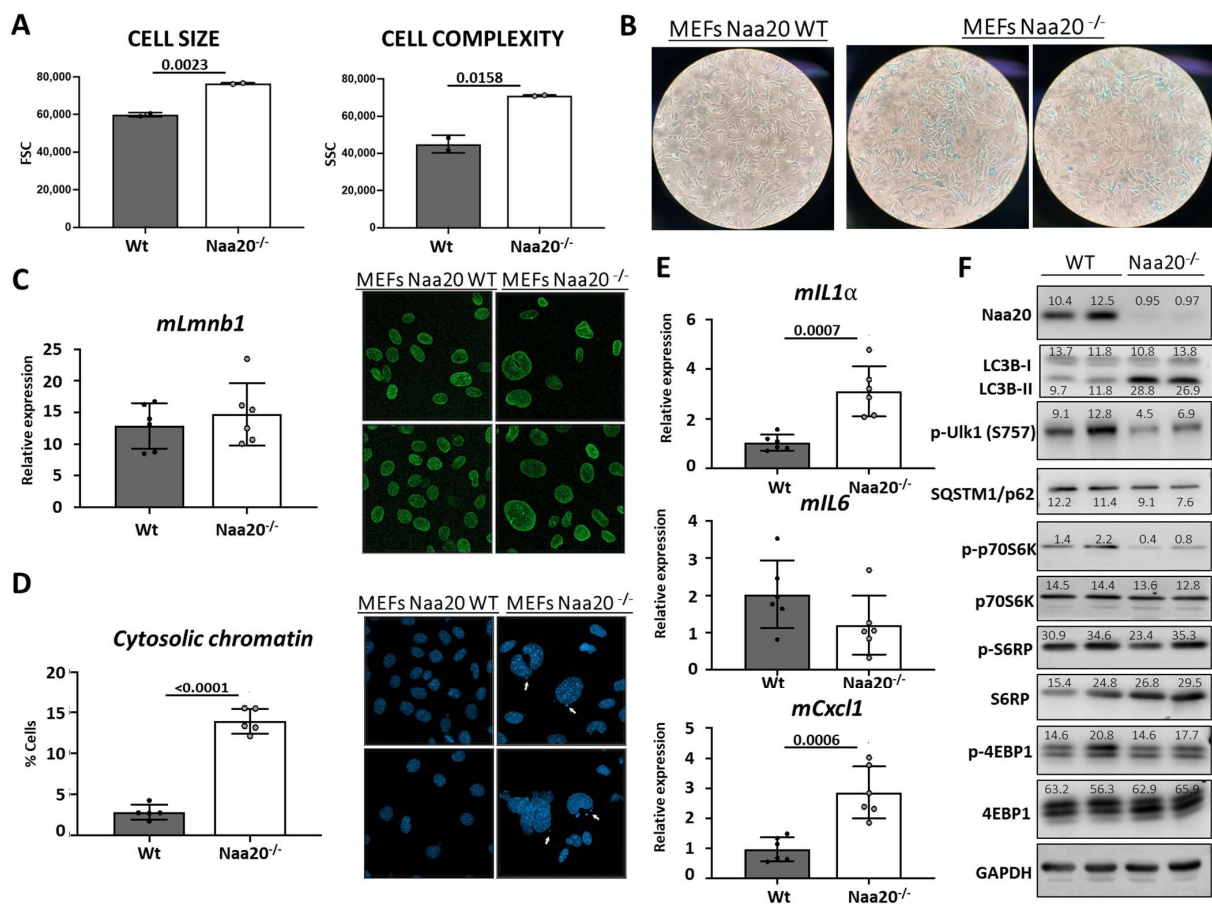 A
CELL SIZE
0.0023
80,000
60,000
40,000
20,000
0
FSC
Wt
Naa20-/-
CELL COMPLEXITY
0.0158
80,000
60,000
40,000
20,000
0
SSC
Wt
Naa20-/-
B
MEFs Naa20 WT
MEFs Naa20 -/-
C
mLmnb1
25
20
15
10
5
0
Relative expression
Wt
Naa20-/-
MEFs Naa20 WT
MEFs Naa20 -/-
D
Cytosolic chromatin
<0.0001
20
15
10
5
0
% Cells
Wt
Naa20-/-
MEFs Naa20 WT
MEFs Naa20 -/-
E
mIL1α
0.0007
6
4
2
0
Relative expression
Wt
Naa20-/-
mIL6
4
3
2
1
0
Relative expression
Wt
Naa20-/-
mCxcl1
0.0006
5
4
3
2
1
0
Relative expression
Wt
Naa20-/-
F
WT Naa20-/-
Naa20 10.4 12.5 0.95 0.97
LC3B-I 13.7 11.8 10.8 13.8
LC3B-II 9.7 11.8 28.8 26.9
p-Ulk1 (S757) 9.1 12.8 4.5 6.9
SQSTM1/p62 12.2 11.4 9.1 7.6
p-p70S6K 1.4 2.2 0.4 0.8
p70S6K 14.5 14.4 13.6 12.8
p-S6RP 30.9 34.6 23.4 35.3
S6RP 15.4 24.8 26.8 29.5
p-4EBP1 14.6 20.8 14.6 17.7
4EBP1 63.2 56.3 62.9 65.9
GAPDH